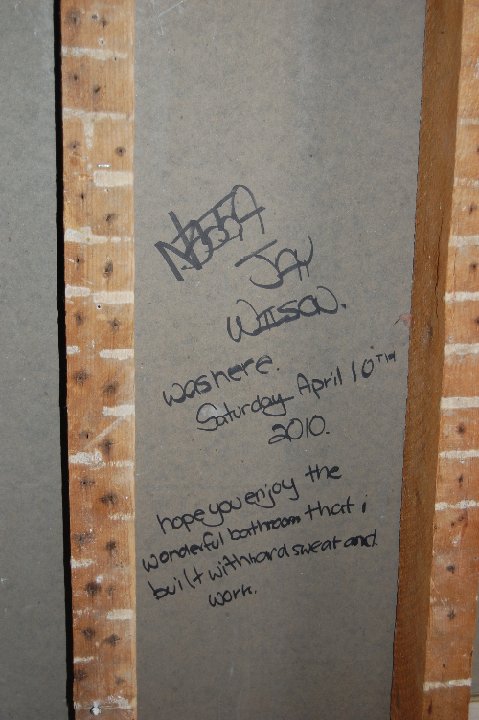 Jay
Wilson.
was here.
Saturday April 10TH
2010.
hope you enjoy the
wonderful bathroom that i
built with hard sweat and
work.